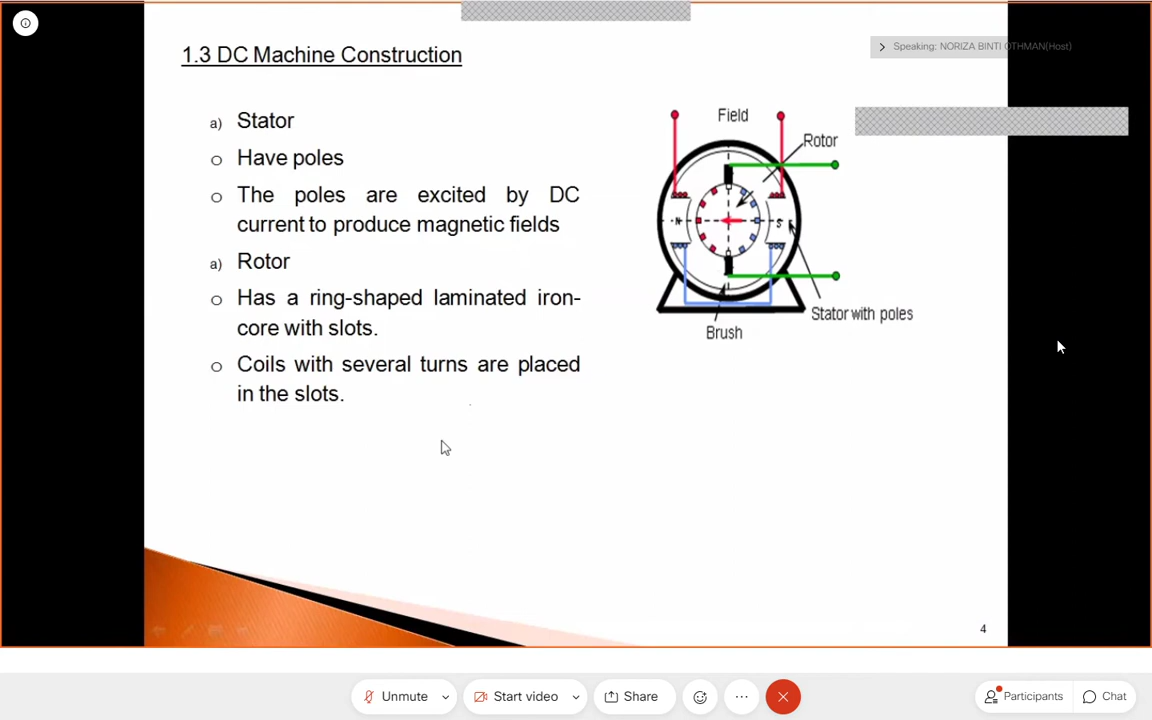 1.3 DC Machine Construction
Speaking: NORIZA BINTI OTHMAN(Host)
a) Stator
o Have poles
o The poles are excited by DC
current to produce magnetic fields
a) Rotor
o Has a ring-shaped laminated iron-
core with slots.
o Coils with several turns are placed
in the slots.
Field
Rotor
N
S
Stator with poles
Brush
4
Unmute
Start video
Share
Participants
Chat